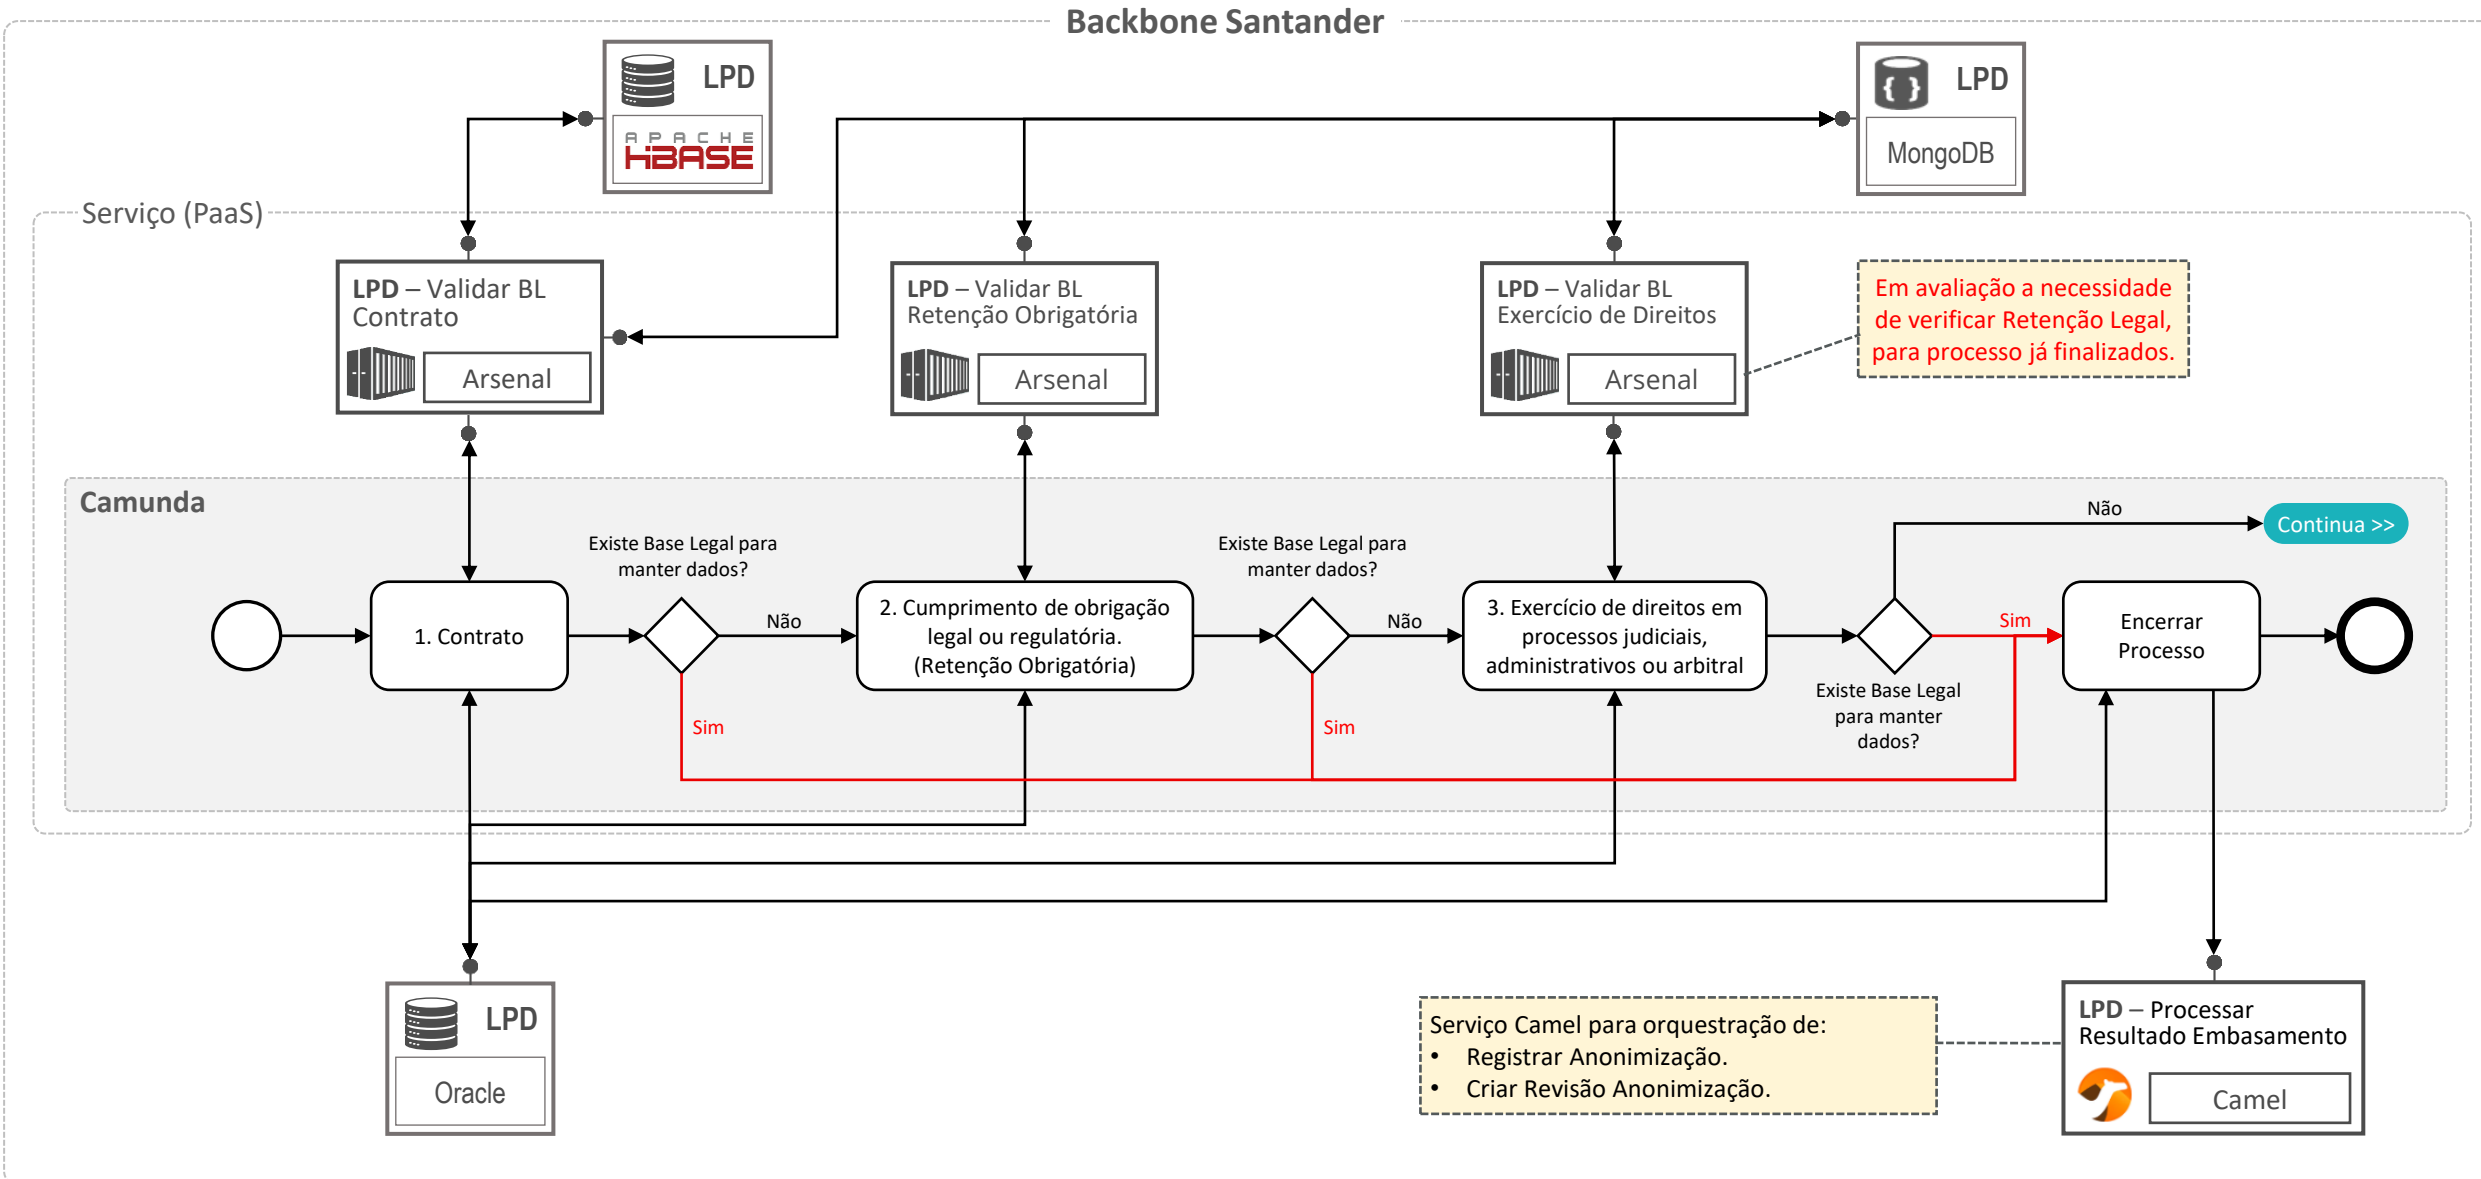 Backbone Santander
LPD
APACHE
HBASE
LPD
MongoDB
Serviço (PaaS)
LPD – Validar BL
Contrato
Arsenal
LPD – Validar BL
Retenção Obrigatória
Arsenal
LPD – Validar BL
Exercício de Direitos
Arsenal
Em avaliação a necessidade
de verificar Retenção Legal,
para processo já finalizados.
Camunda
1. Contrato
Existe Base Legal para
manter dados?
Não
Sim
2. Cumprimento de obrigação
legal ou regulatória.
(Retenção Obrigatória)
Existe Base Legal para
manter dados?
Não
Sim
3. Exercício de direitos em
processos judiciais,
administrativos ou arbitral
Não
Continua >>
Sim
Existe Base Legal
para manter
dados?
Encerrar
Processo
LPD
Oracle
Serviço Camel para orquestração de:
• Registrar Anonimização.
• Criar Revisão Anonimização.
LPD – Processar
Resultado Embasamento
Camel